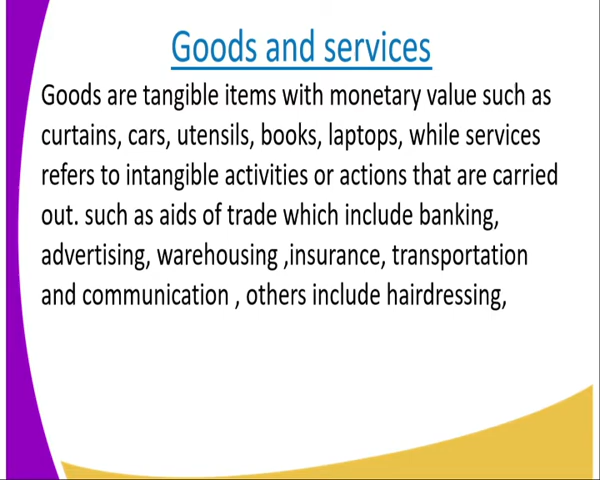 Goods and services
Goods are tangible items with monetary value such as
curtains, cars, utensils, books, laptops, while services
refers to intangible activities or actions that are carried
out. such as aids of trade which include banking,
advertising, warehousing ,insurance, transportation
and communication , others include hairdressing,